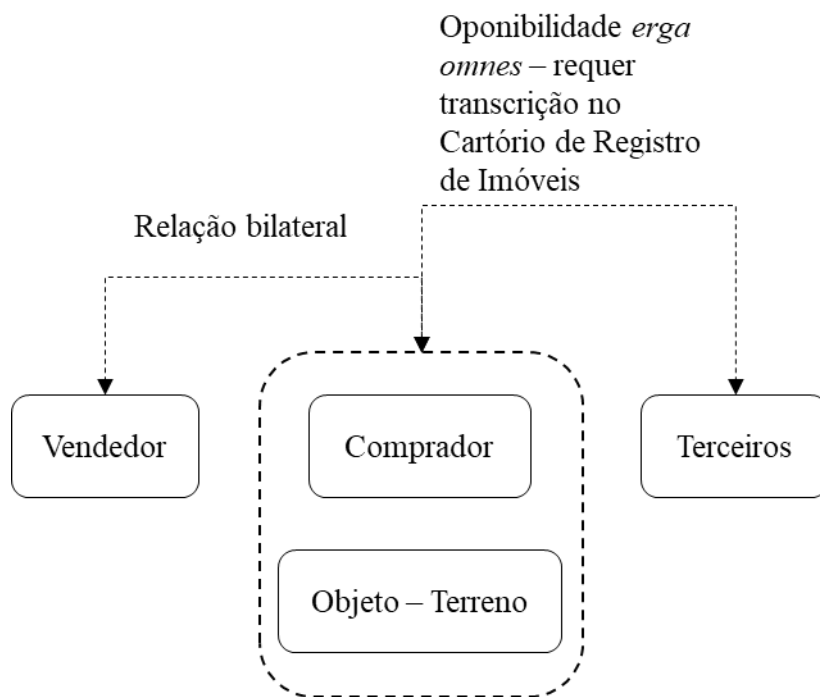 Oponibilidade erga
omnes – requer
transcrição no
Cartório de Registro
de Imóveis
Relação bilateral
Vendedor
Comprador
Terceiros
Objeto – Terreno